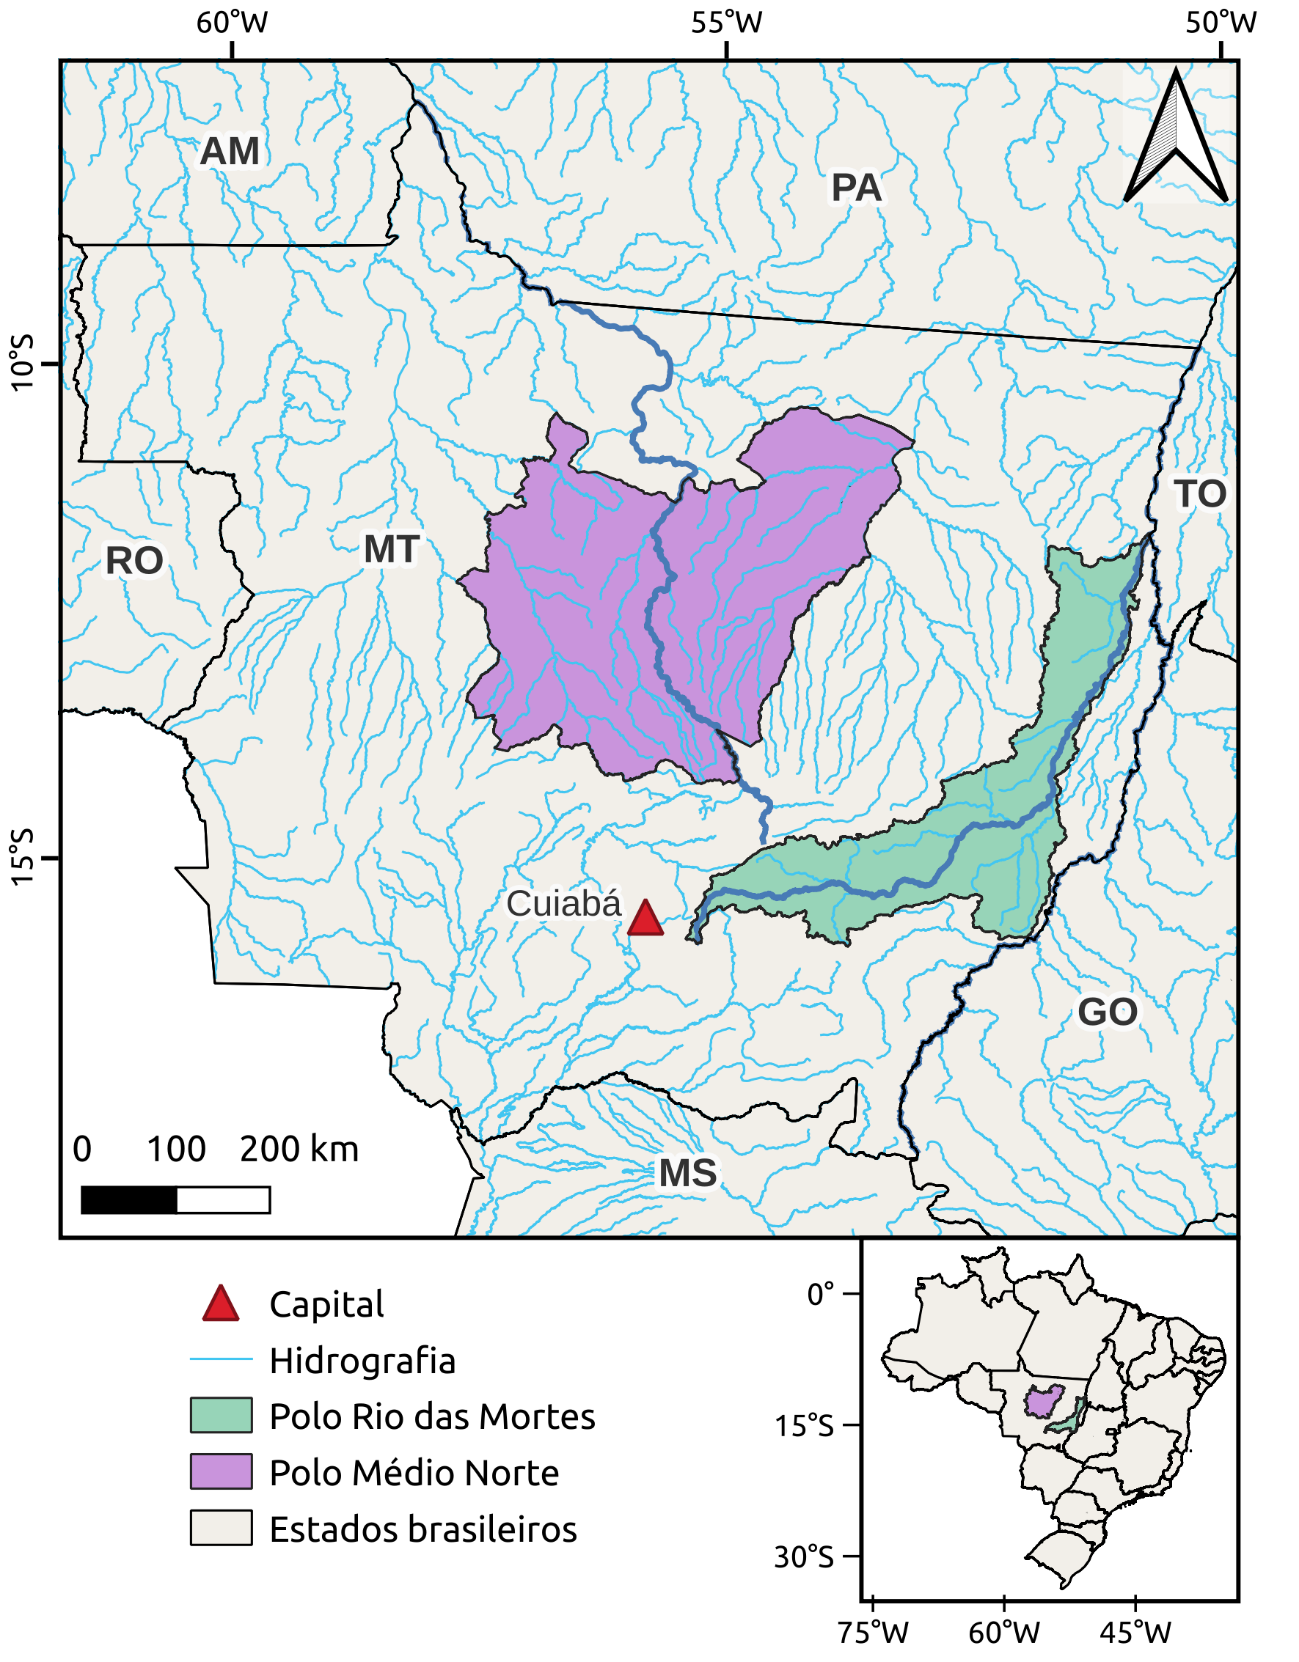 60°W 55°W 50°W
AM
PA
10°S
TO
MT
RO
15°S
Cuiabá
GO
0 100 200 km
MS
Capital
Hidrografia
Polo Rio das Mortes
Polo Médio Norte
Estados brasileiros
0°
15°S
30°S
75°W 60°W 45°W